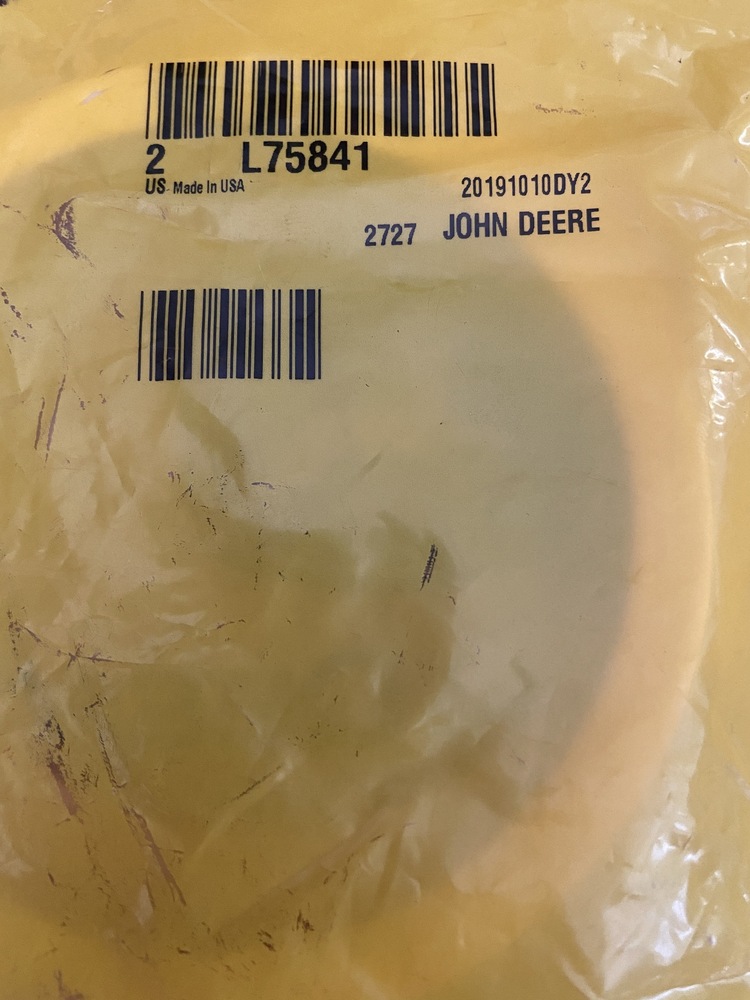 2 L75841
US Made In USA
20191010DY2
2727 JOHN DEERE